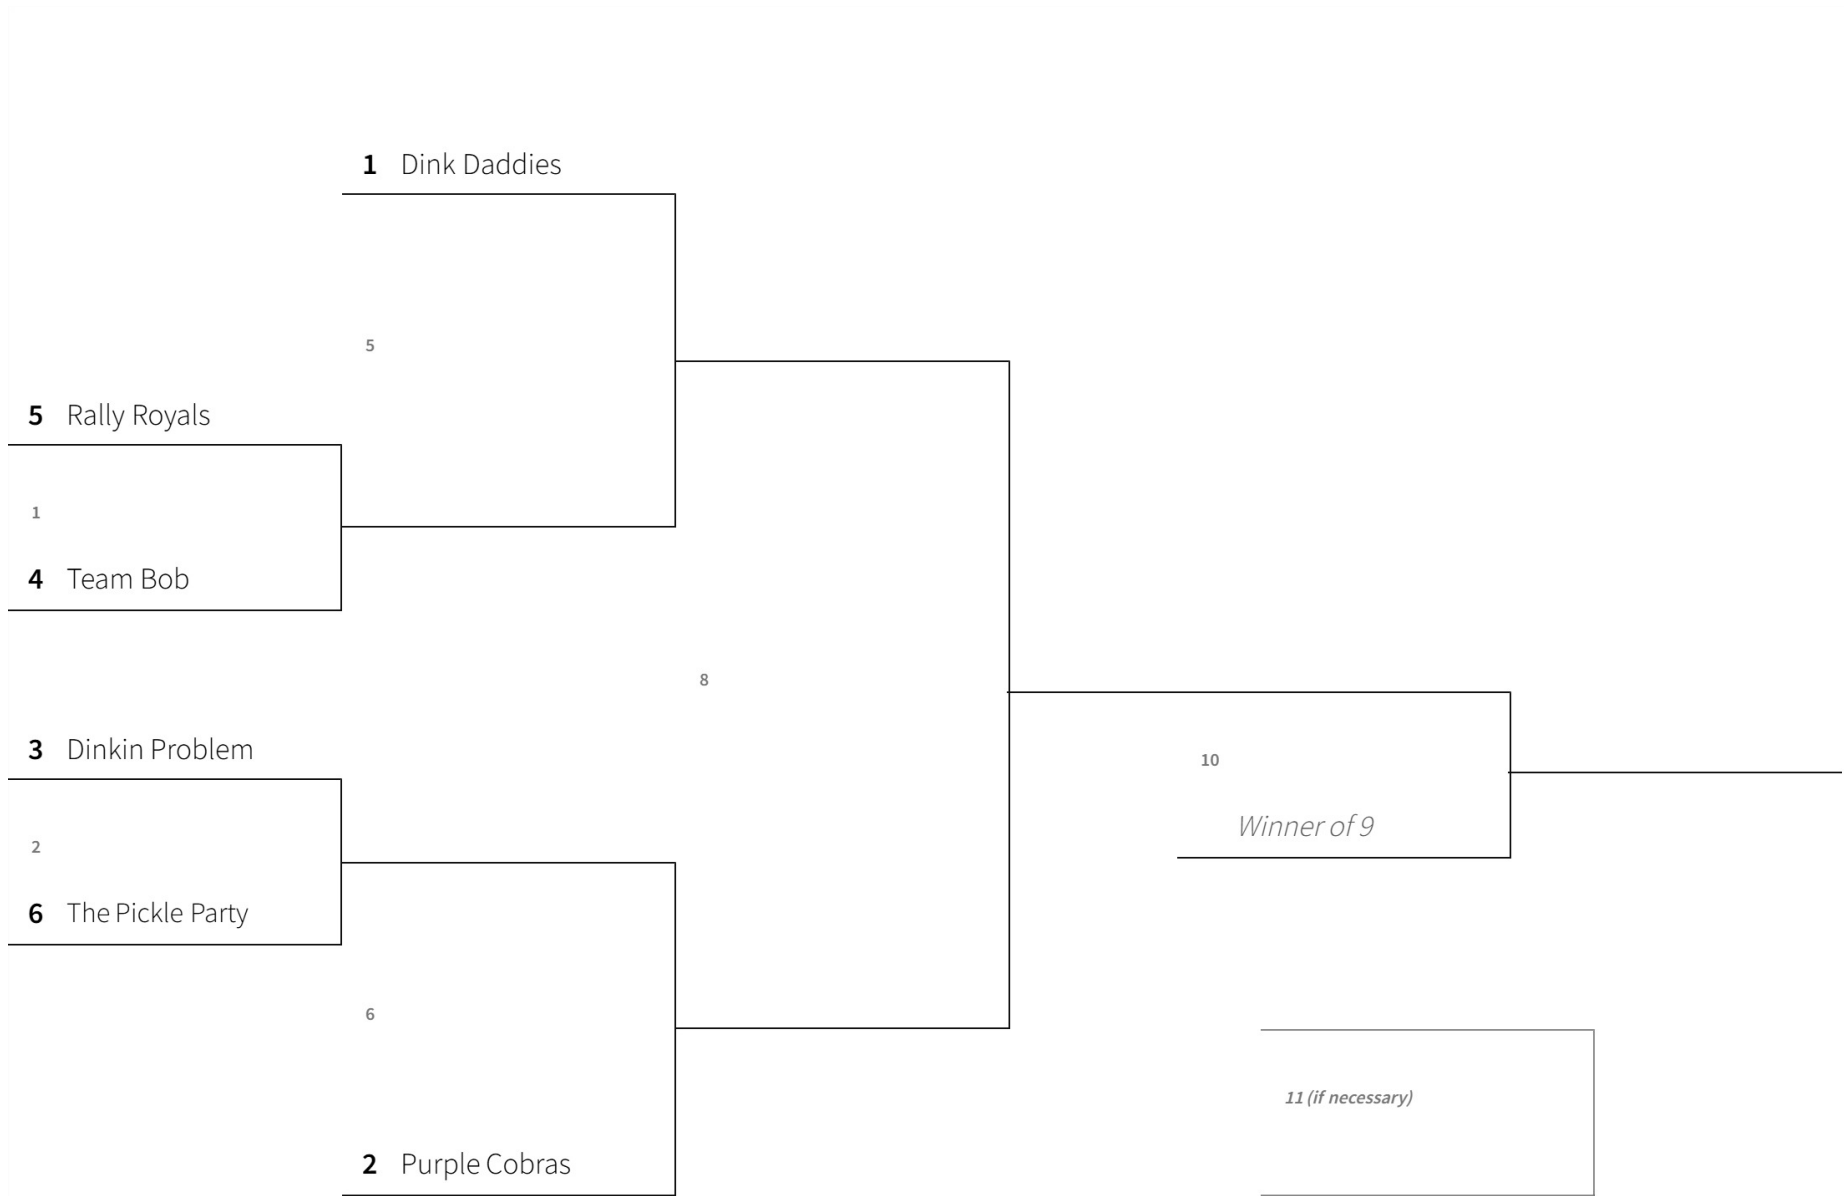 1 Dink Daddies
5
5 Rally Royals
1
4 Team Bob
8
3 Dinkin Problem
10
Winner of 9
2
6 The Pickle Party
6
11 (if necessary)
2 Purple Cobras